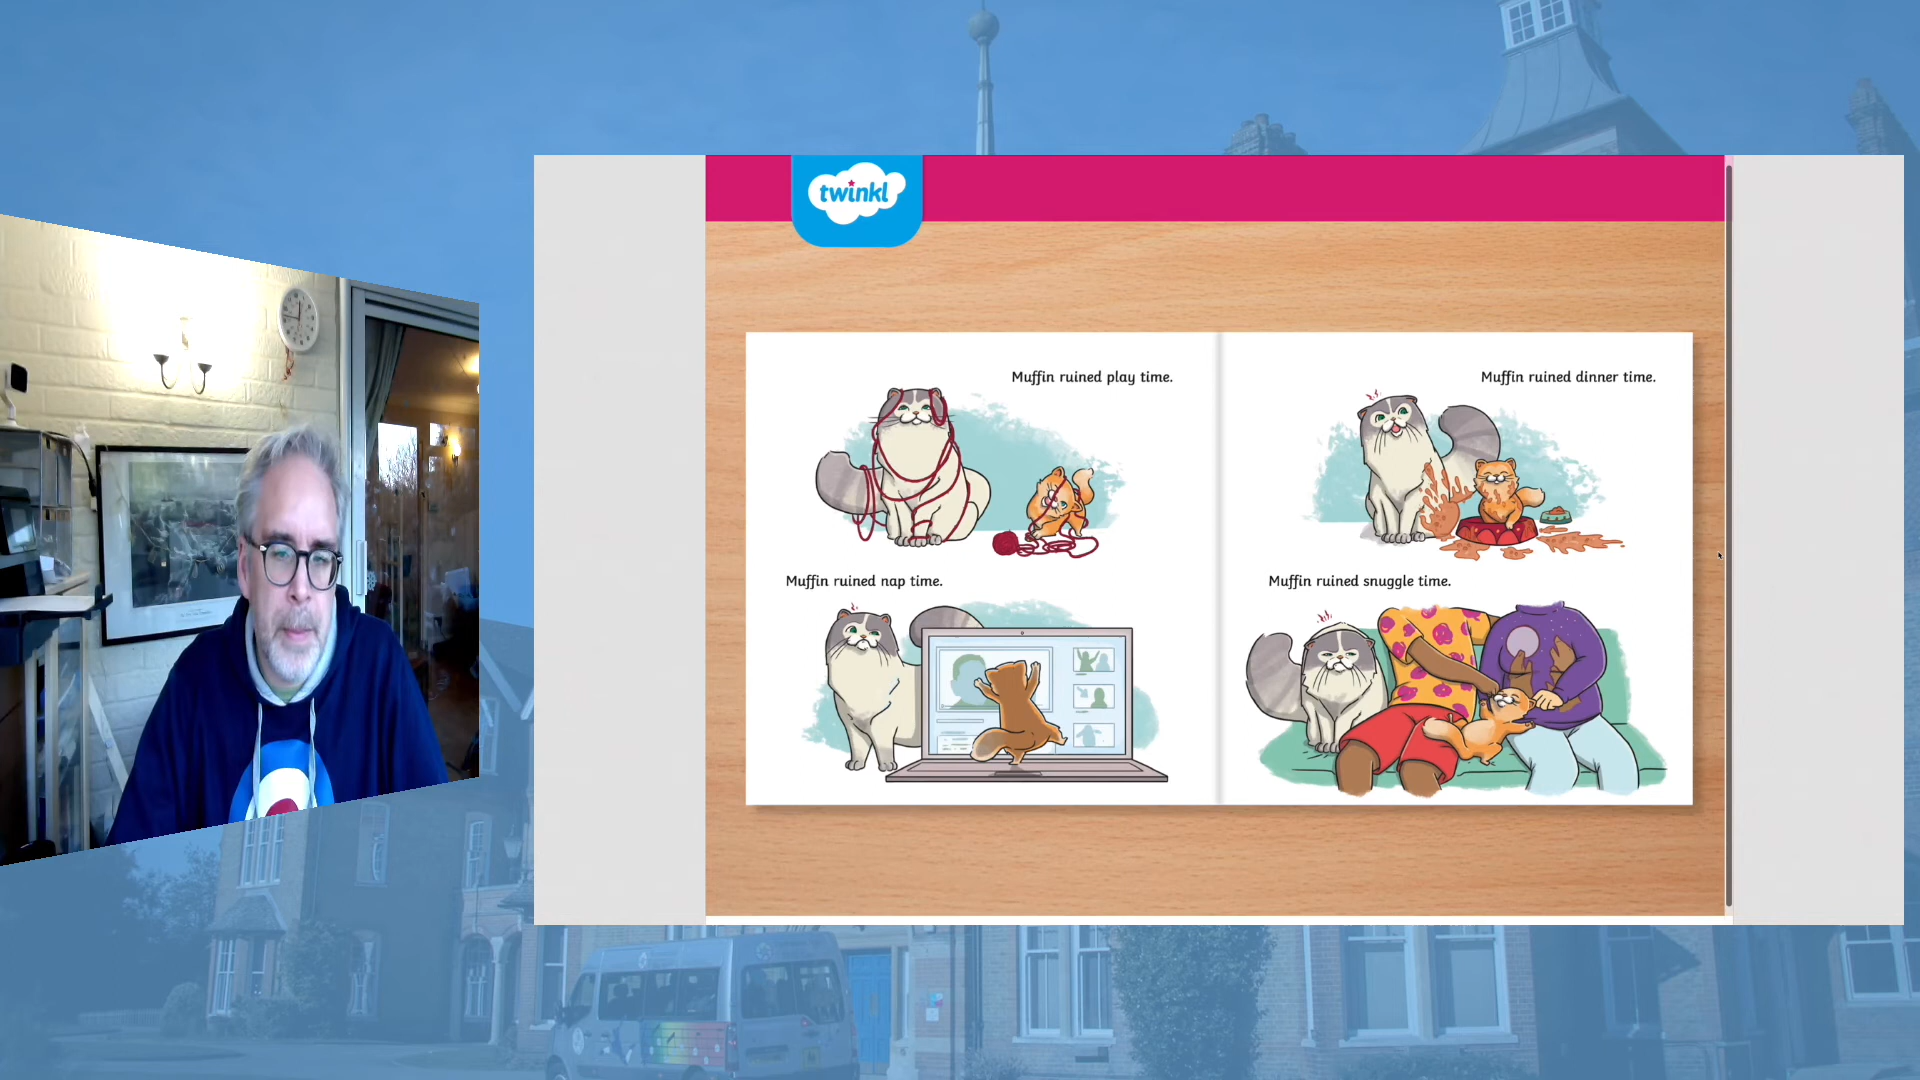 twinkl
Muffin ruined play time.
Muffin ruined dinner time.
Muffin ruined nap time.
Muffin ruined snuggle time.